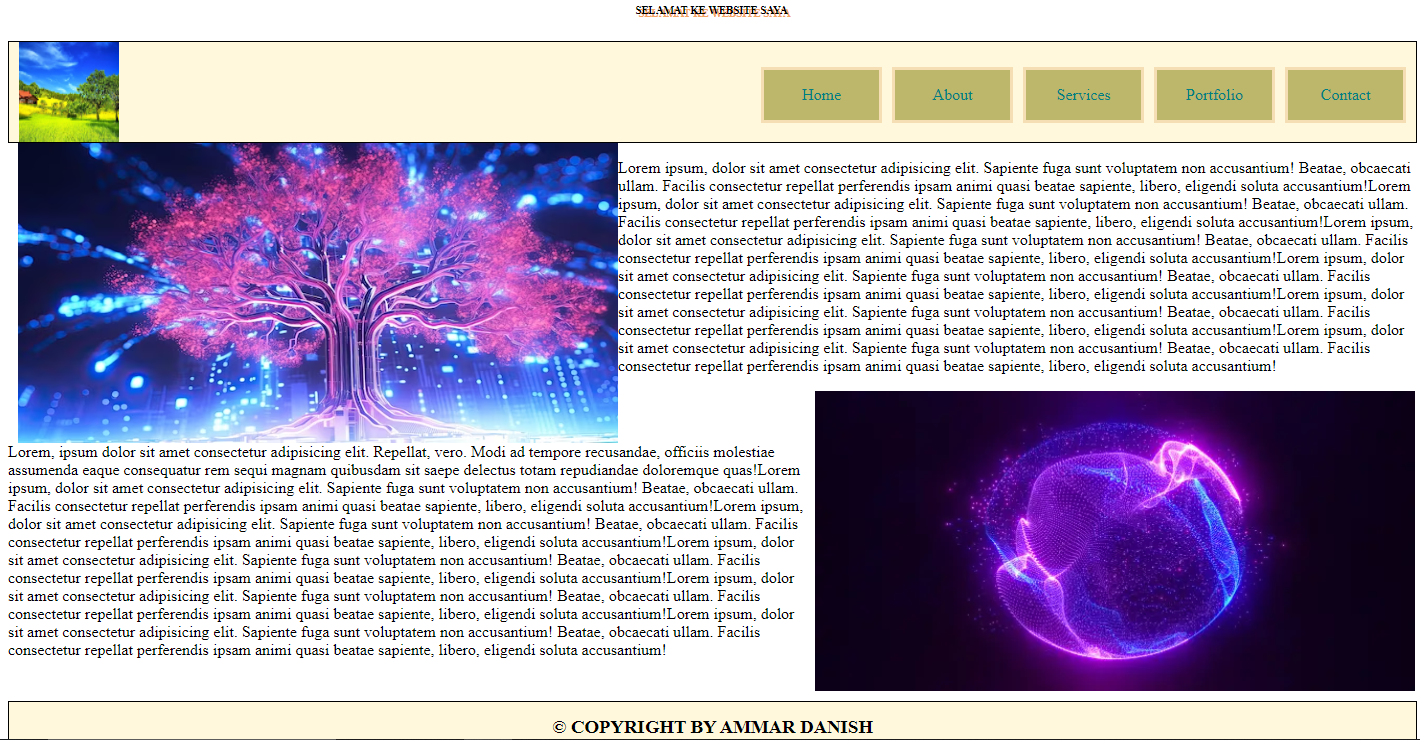 SELAMAT KE WEBSITE SAYA
Home
About
Services
Portfolio
Contact
Lorem ipsum, dolor sit amet consectetur adipisicing elit. Sapiente fuga sunt voluptatem non accusantium! Beatae, obcaecati
ullam. Facilis consectetur repellat perferendis ipsam animi quasi beatae sapiente, libero, eligendi soluta accusantium!Lorem
ipsum, dolor sit amet consectetur adipisicing elit. Sapiente fuga sunt voluptatem non accusantium! Beatae, obcaecati ullam.
Facilis consectetur repellat perferendis ipsam animi quasi beatae sapiente, libero, eligendi soluta accusantium!Lorem ipsum,
dolor sit amet consectetur adipisicing elit. Sapiente fuga sunt voluptatem non accusantium! Beatae, obcaecati ullam. Facilis
consectetur repellat perferendis ipsam animi quasi beatae sapiente, libero, eligendi soluta accusantium!Lorem ipsum, dolor
sit amet consectetur adipisicing elit. Sapiente fuga sunt voluptatem non accusantium! Beatae, obcaecati ullam. Facilis
consectetur repellat perferendis ipsam animi quasi beatae sapiente, libero, eligendi soluta accusantium!Lorem ipsum, dolor
sit amet consectetur adipisicing elit. Sapiente fuga sunt voluptatem non accusantium! Beatae, obcaecati ullam. Facilis
consectetur repellat perferendis ipsam animi quasi beatae sapiente, libero, eligendi soluta accusantium!Lorem ipsum, dolor
sit amet consectetur adipisicing elit. Sapiente fuga sunt voluptatem non accusantium! Beatae, obcaecati ullam. Facilis
consectetur repellat perferendis ipsam animi quasi beatae sapiente, libero, eligendi soluta accusantium!
Lorem, ipsum dolor sit amet consectetur adipisicing elit. Repellat, vero. Modi ad tempore recusandae, officiis molestiae
assumenda eaque consequatur rem sequi magnam quibusdam sit saepe delectus totam repudiandae doloremque quas!Lorem
ipsum, dolor sit amet consectetur adipisicing elit. Sapiente fuga sunt voluptatem non accusantium! Beatae, obcaecati ullam.
Facilis consectetur repellat perferendis ipsam animi quasi beatae sapiente, libero, eligendi soluta accusantium!Lorem ipsum,
dolor sit amet consectetur adipisicing elit. Sapiente fuga sunt voluptatem non accusantium! Beatae, obcaecati ullam. Facilis
consectetur repellat perferendis ipsam animi quasi beatae sapiente, libero, eligendi soluta accusantium!Lorem ipsum, dolor
sit amet consectetur adipisicing elit. Sapiente fuga sunt voluptatem non accusantium! Beatae, obcaecati ullam. Facilis
consectetur repellat perferendis ipsam animi quasi beatae sapiente, libero, eligendi soluta accusantium!Lorem ipsum, dolor
sit amet consectetur adipisicing elit. Sapiente fuga sunt voluptatem non accusantium! Beatae, obcaecati ullam. Facilis
consectetur repellat perferendis ipsam animi quasi beatae sapiente, libero, eligendi soluta accusantium!Lorem ipsum, dolor
sit amet consectetur adipisicing elit. Sapiente fuga sunt voluptatem non accusantium! Beatae, obcaecati ullam. Facilis
consectetur repellat perferendis ipsam animi quasi beatae sapiente, libero, eligendi soluta accusantium!
© COPYRIGHT BY AMMAR DANISH